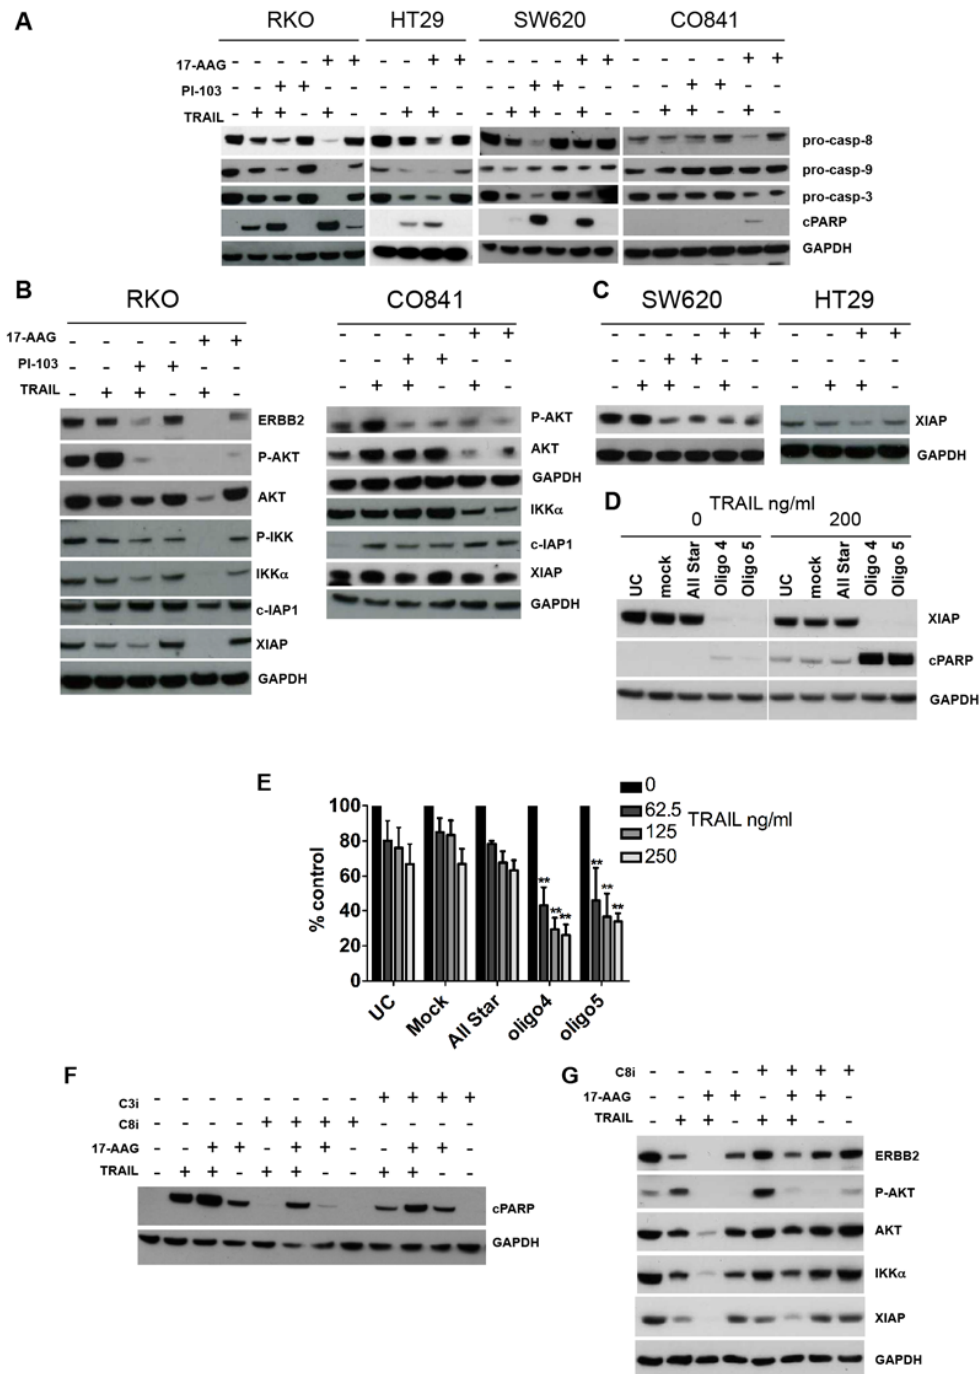 A
RKO HT29 SW620 CO841
17-AAG - - - - + + - - + + - - - - + + - - - - + +
PI-103 - - + + - - - - - - - - + + - - - - + + - -
TRAIL - + + - + - - + + - - + + - + - - + + - + -
pro-casp-8
pro-casp-9
pro-casp-3
cPARP
GAPDH
B
RKO CO841
17-AAG - - - - + + - - - - + +
PI-103 - - + + - - - - + + - -
TRAIL - + + - + - - + + - + -
ERBB2
P-AKT
AKT
P-IKK
IKKα
c-IAP1
XIAP
GAPDH
P-AKT
AKT
GAPDH
IKKα
c-IAP1
XIAP
GAPDH
C
SW620 HT29
- - - - + + - - + +
- - + + - - - - - -
- + + - + - - + + -
XIAP
GAPDH
D
TRAIL ng/ml
0 200
UC mock All Star Oligo 4 Oligo 5 UC mock All Star Oligo 4 Oligo 5
XIAP
cPARP
GAPDH
E
0
62.5
125
250
TRAIL ng/ml
% control
100
80
60
40
20
0
** ** ** ** ** **
UC Mock All Star oligo4 oligo5
F
C3i - - - - - - - - + + + +
C8i - - - - + + + + - - - -
17-AAG - - + + - + + - - + + -
TRAIL - + + - + + - - + + - -
cPARP
GAPDH
G
C8i - - - - + + + +
17-AAG - - + + - + + -
TRAIL - + + - + + - -
ERBB2
P-AKT
AKT
IKKα
XIAP
GAPDH